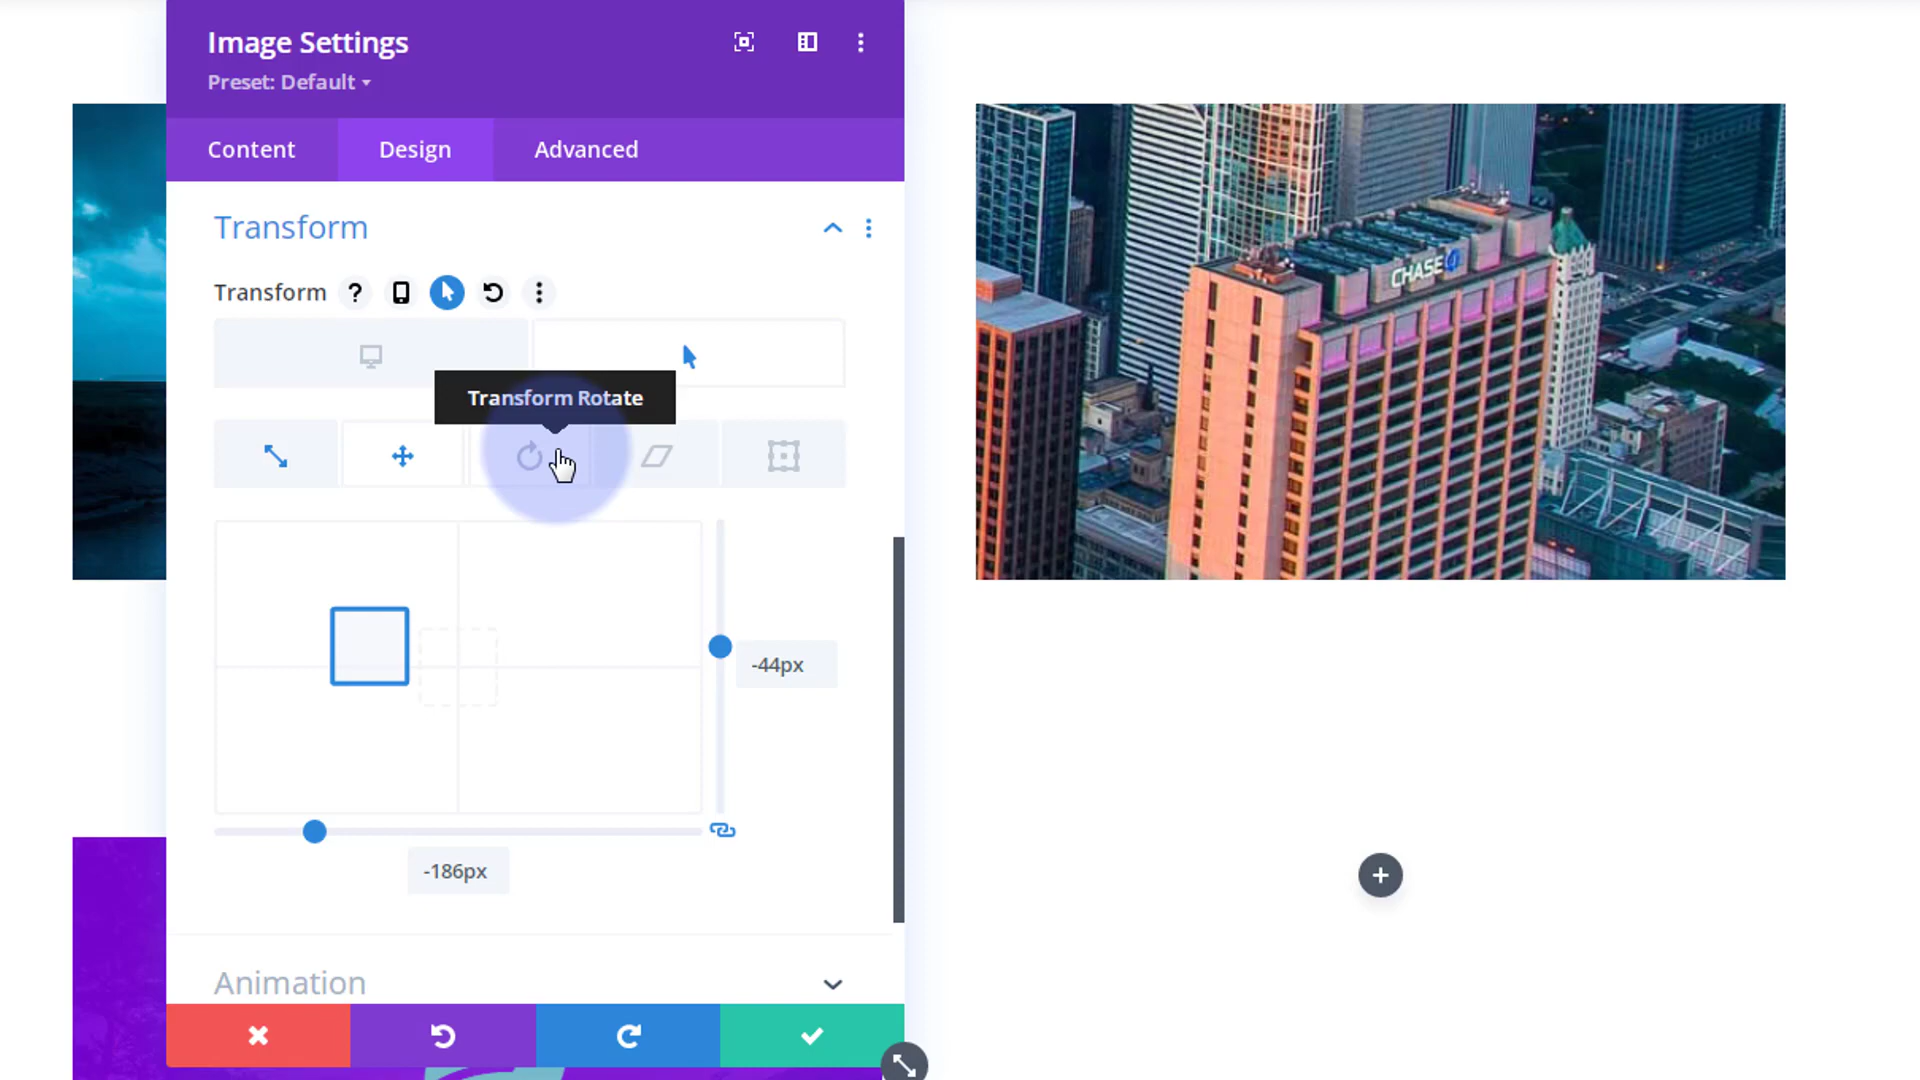 Image Settings
Preset: Default
Content
Design
Advanced
Transform
Transform ?
Transform Rotate
-44px
-186px
Animation
CHASE